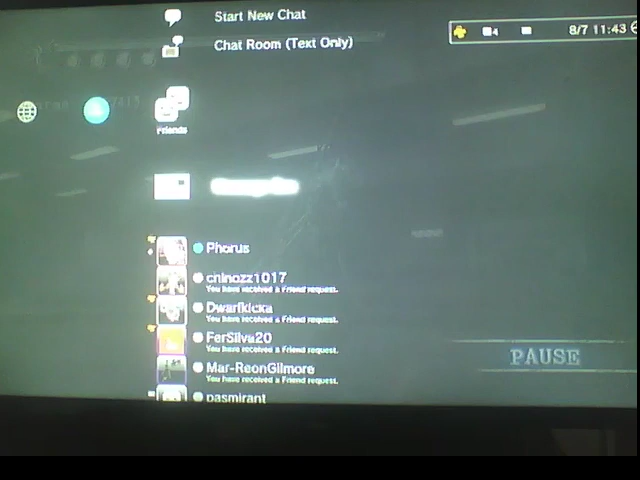 Start New Chat
Chat Room (Text Only)
4 8/7 11:43
Friends
Phorus
chinozz1017
You have received a Friend request.
Dwarfkicka
You have received a Friend request.
FerSilva20
You have received a Friend request.
Mar-ReonGilmore
You have received a Friend request.
pasmirant
PAUSE